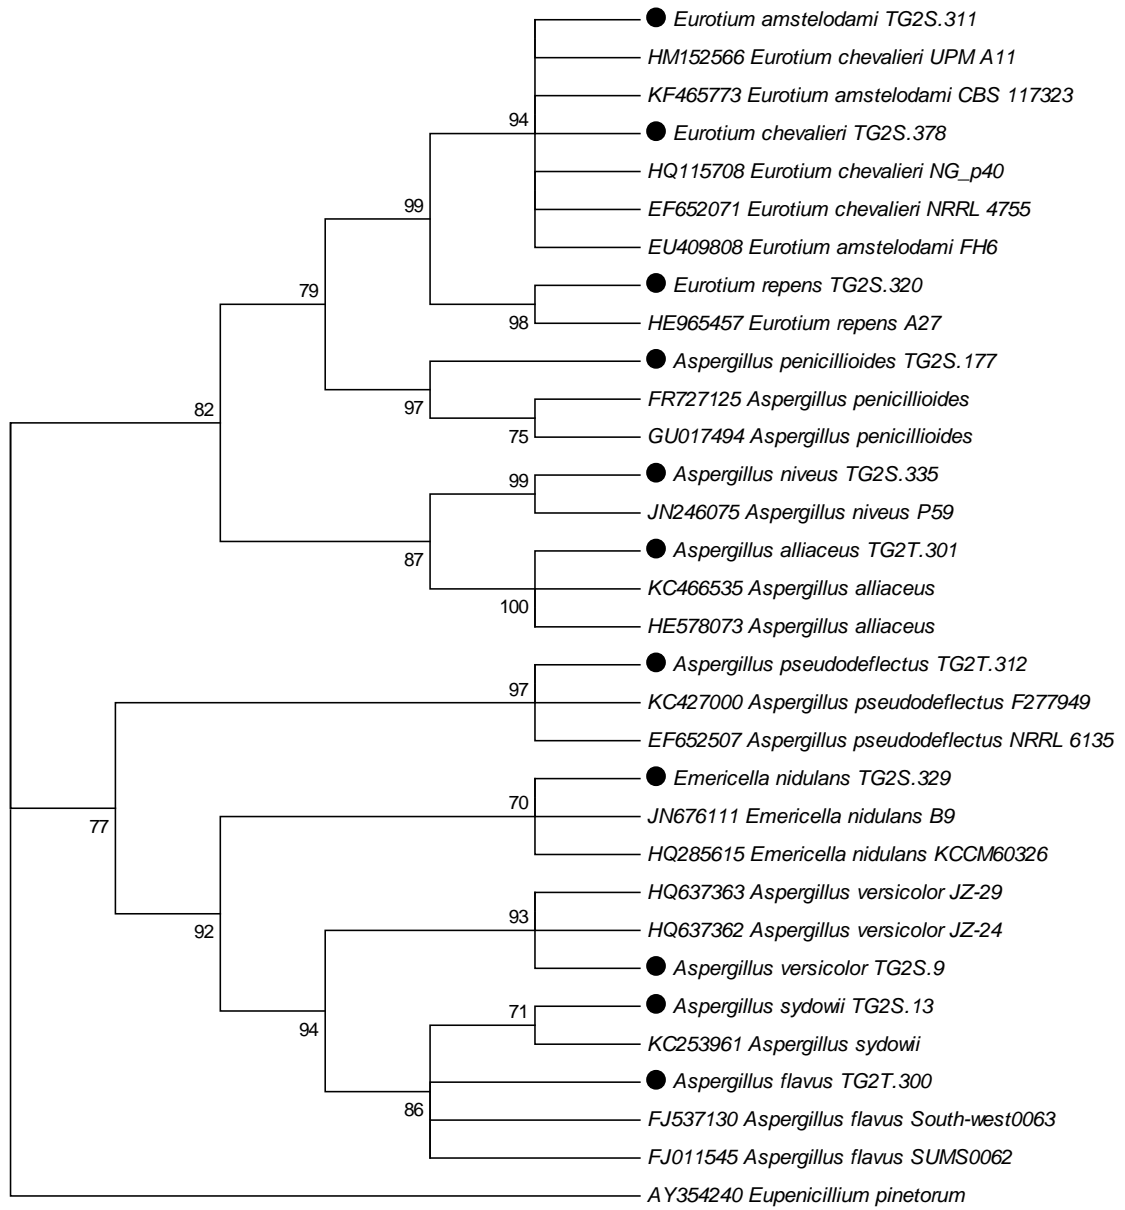 Eurotium amstelodami TG2S.311
HM152566 Eurotium chevalieri UPM A11
KF465773 Eurotium amstelodami CBS 117323
94
Eurotium chevalieri TG2S.378
HQ115708 Eurotium chevalieri NG_p40
99
EF652071 Eurotium chevalieri NRRL 4755
EU409808 Eurotium amstelodami FH6
79
Eurotium repens TG2S.320
98
HE965457 Eurotium repens A27
Aspergillus penicillioides TG2S.177
82
97
FR727125 Aspergillus penicillioides
75
GU017494 Aspergillus penicillioides
99
Aspergillus niveus TG2S.335
JN246075 Aspergillus niveus P59
87
Aspergillus alliaceus TG2T.301
KC466535 Aspergillus alliaceus
100
HE578073 Aspergillus alliaceus
Aspergillus pseudodeflectus TG2T.312
97
KC427000 Aspergillus pseudodeflectus F277949
EF652507 Aspergillus pseudodeflectus NRRL 6135
Emericella nidulans TG2S.329
70
77
JN676111 Emericella nidulans B9
HQ285615 Emericella nidulans KCCM60326
HQ637363 Aspergillus versicolor JZ-29
93
92
HQ637362 Aspergillus versicolor JZ-24
Aspergillus versicolor TG2S.9
71
Aspergillus sydowii TG2S.13
94
KC253961 Aspergillus sydowii
Aspergillus flavus TG2T.300
86
FJ537130 Aspergillus flavus South-west0063
FJ011545 Aspergillus flavus SUMS0062
AY354240 Eupenicillium pinetorum